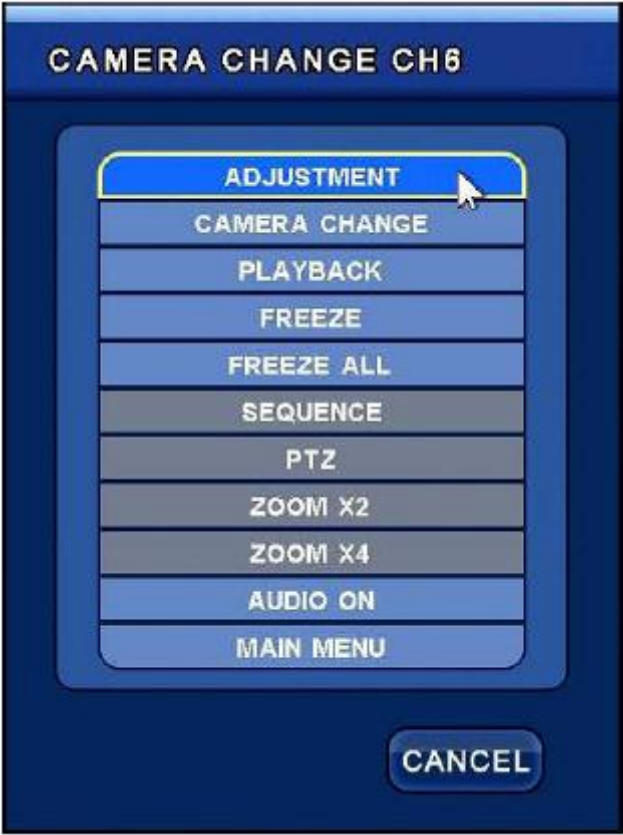 CAMERA CHANGE CH6
ADJUSTMENT
CAMERA CHANGE
PLAYBACK
FREEZE
FREEZE ALL
SEQUENCE
PTZ
ZOOM X2
ZOOM X4
AUDIO ON
MAIN MENU
CANCEL